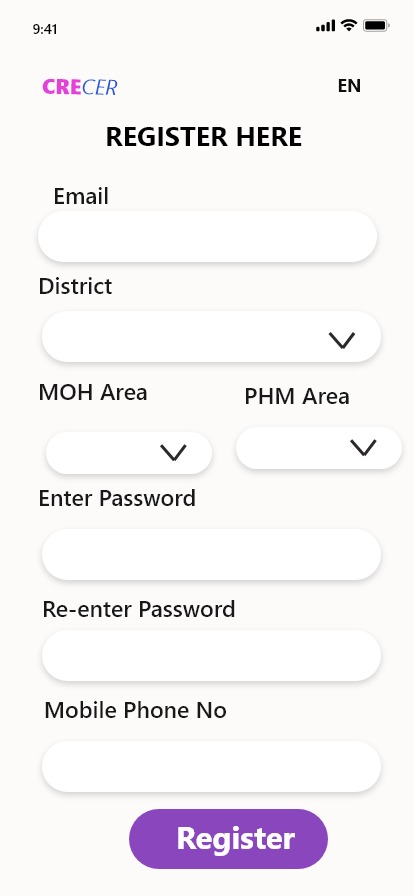 9:41
CRECER
EN
REGISTER HERE
Email
District
MOH Area
PHM Area
Enter Password
Re-enter Password
Mobile Phone No
Register